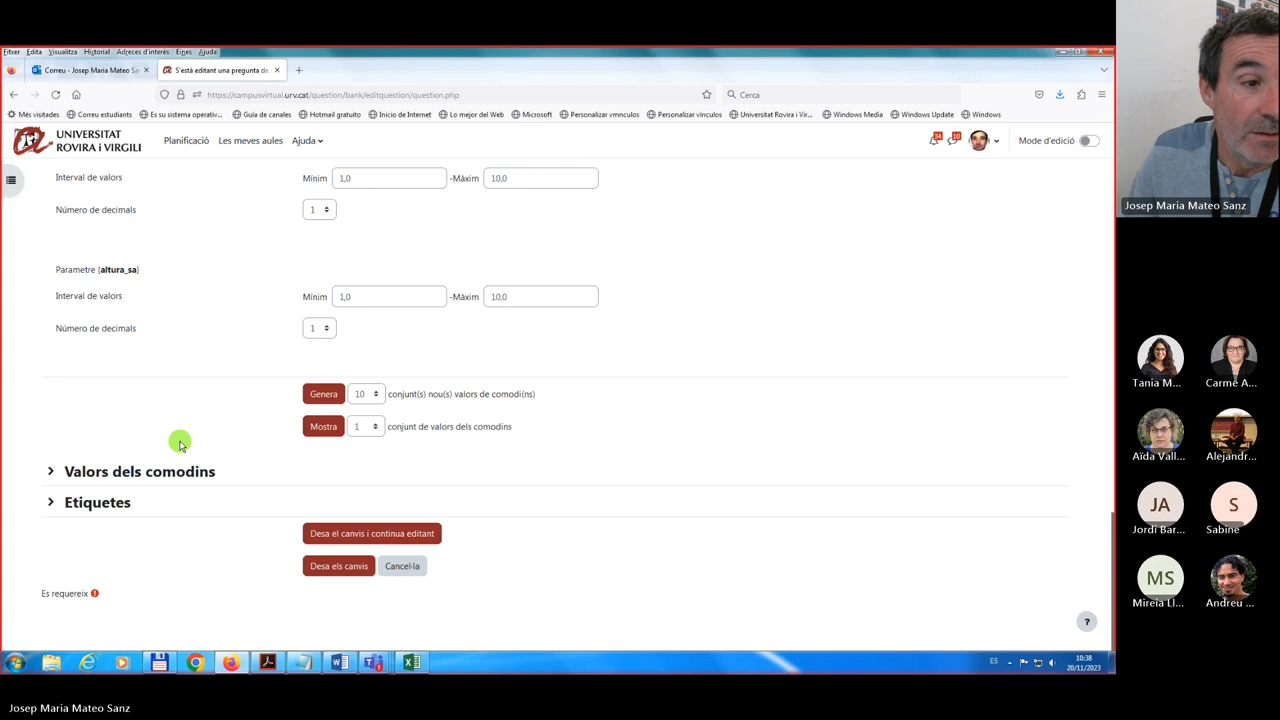 Fitxer Edita Visualitza Historial Adreces d'interès Eines Ajuda
Correu - Josep Maria Mateo Sa
S'està editant una pregunta de
https://campusvirtual.urv.cat/question/bank/editquestion/question.php
Cerca
Més visitades Correu estudiants Es su sistema operativ... Guía de canales Hotmail gratuito Inicio de Internet Lo mejor del Web Microsoft Personalizar vmnculos Personalizar vínculos Universitat Rovira i Vir... Windows Media Windows Update Windows
UNIVERSITAT
ROVIRA i VIRGILI
Planificació Les meves aules Ajuda
Mode d'edició
Interval de valors Mínim 1,0 -Màxim 10,0
Número de decimals 1
Parametre {altura_sa}
Interval de valors Mínim 1,0 -Màxim 10,0
Número de decimals 1
Genera 10 conjunt(s) nou(s) valors de comodí(ns)
Mostra 1 conjunt de valors dels comodins
Valors dels comodins
Etiquetes
Desa el canvis i continua editant
Desa els canvis Cancel·la
Es requereix
?
ES
10:38
20/11/2023
Josep Maria Mateo Sanz
Tania M... Carme A...
Aïda Vall... Alejandr...
JA S
Jordi Bar... Sabine
MS
Mireia Ll... Andreu ...
Josep Maria Mateo Sanz